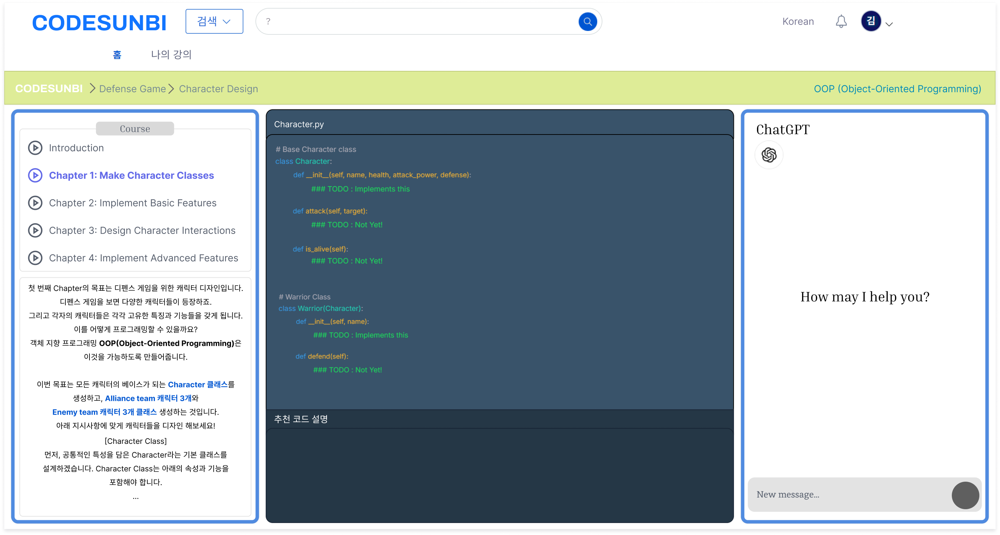 CODESUNBI
검색
?
Korean
김
홈
나의 강의
CODESUNBI
Defense Game
Character Design
OOP (Object-Oriented Programming)
Course
Introduction
Chapter 1: Make Character Classes
Chapter 2: Implement Basic Features
Chapter 3: Design Character Interactions
Chapter 4: Implement Advanced Features
첫 번째 Chapter의 목표는 디펜스 게임을 위한 캐릭터 디자인입니다.
디펜스 게임을 보면 다양한 캐릭터들이 등장하죠.
그리고 각자의 캐릭터들은 각각 고유한 특징과 기능들을 갖게 됩니다.
이를 어떻게 프로그래밍할 수 있을까요?
객체 지향 프로그래밍 OOP(Object-Oriented Programming)은
이것을 가능하도록 만들어줍니다.
이번 목표는 모든 캐릭터의 베이스가 되는 Character 클래스를
생성하고, Alliance team 캐릭터 3개와
Enemy team 캐릭터 3개 클래스 생성하는 것입니다.
아래 지시사항에 맞게 캐릭터들을 디자인 해보세요!
[Character Class]
먼저, 공통적인 특성을 담은 Character라는 기본 클래스를
설계하겠습니다. Character Class는 아래의 속성과 기능을
포함해야 합니다.
...
Character.py
# Base Character class
class Character:
def __init__(self, name, health, attack_power, defense):
### TODO : Implements this
def attack(self, target):
### TODO : Not Yet!
def is_alive(self):
### TODO : Not Yet!
# Warrior Class
class Warrior(Character):
def __init__(self, name):
### TODO : Implements this
def defend(self):
### TODO : Not Yet!
추천 코드 설명
ChatGPT
How may I help you?
New message...